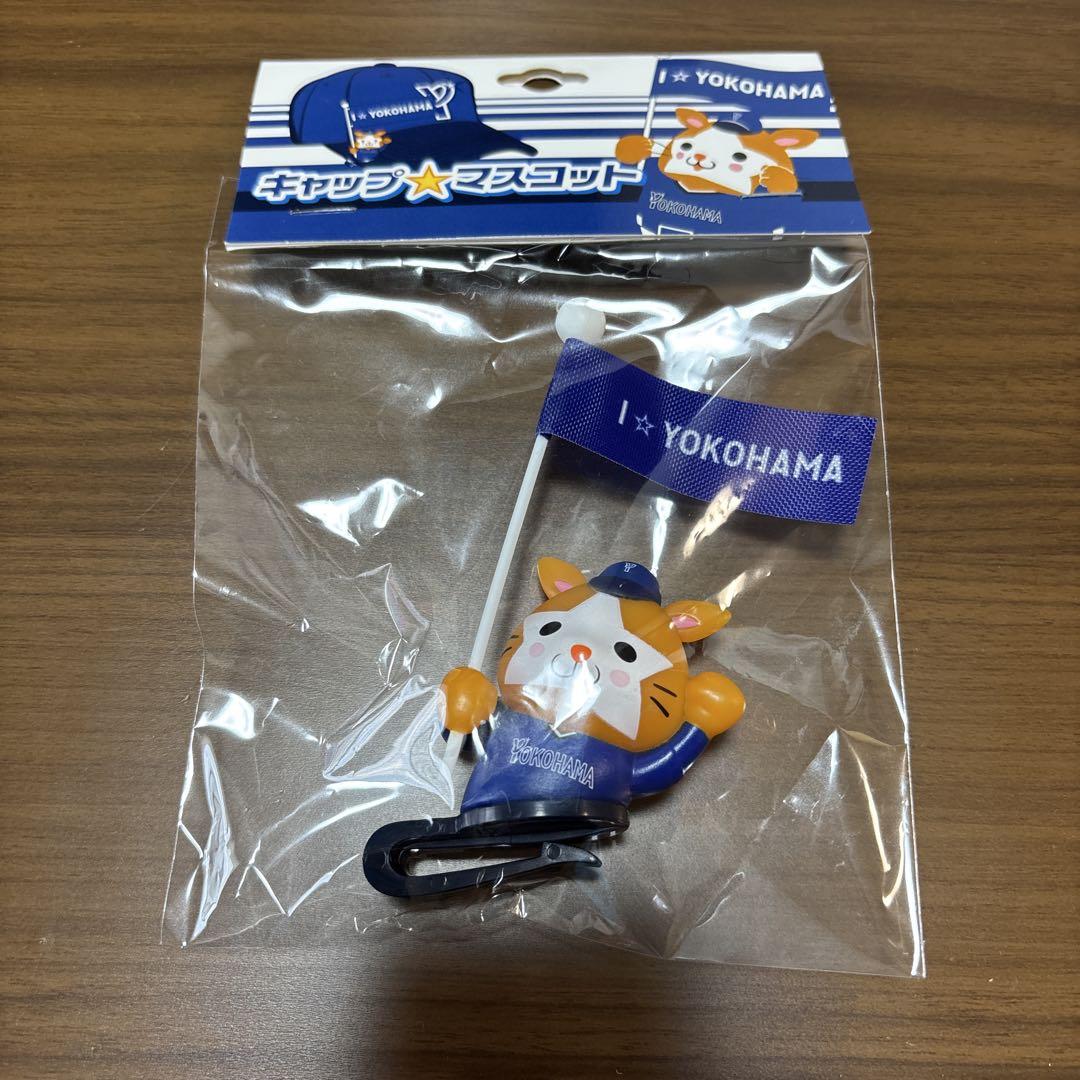 I ☆ YOKOHAMA
I ★ YOKOHAMA
キャップ★マスコット
YOKOHAMA
I ☆ YOKOHAMA
Y
YOKOHAMA